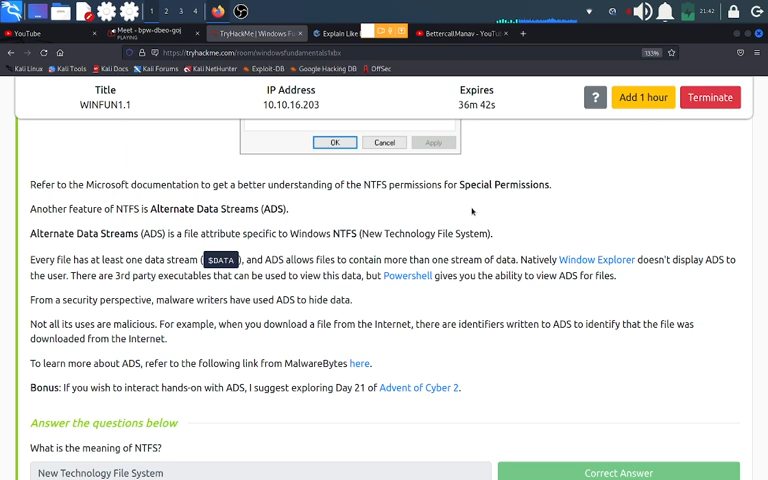 1 2 3 4
21:42
YouTube
Meet - bpw-dbeo-goj
PLAYING
TryHackMe | Windows Fu
Explain Like
BettercallManav - YouTu
https://tryhackme.com/room/windowsfundamentals1xbx
133%
Kali Linux Kali Tools Kali Docs Kali Forums Kali NetHunter Exploit-DB Google Hacking DB OffSec
Title IP Address Expires
WINFUN1.1 10.10.16.203 36m 42s
? Add 1 hour Terminate
OK Cancel Apply
Refer to the Microsoft documentation to get a better understanding of the NTFS permissions for Special Permissions.
Another feature of NTFS is Alternate Data Streams (ADS).
Alternate Data Streams (ADS) is a file attribute specific to Windows NTFS (New Technology File System).
Every file has at least one data stream ( $DATA ), and ADS allows files to contain more than one stream of data. Natively Window Explorer doesn't display ADS to
the user. There are 3rd party executables that can be used to view this data, but Powershell gives you the ability to view ADS for files.
From a security perspective, malware writers have used ADS to hide data.
Not all its uses are malicious. For example, when you download a file from the Internet, there are identifiers written to ADS to identify that the file was
downloaded from the Internet.
To learn more about ADS, refer to the following link from MalwareBytes here.
Bonus: If you wish to interact hands-on with ADS, I suggest exploring Day 21 of Advent of Cyber 2.
Answer the questions below
What is the meaning of NTFS?
New Technology File System
Correct Answer